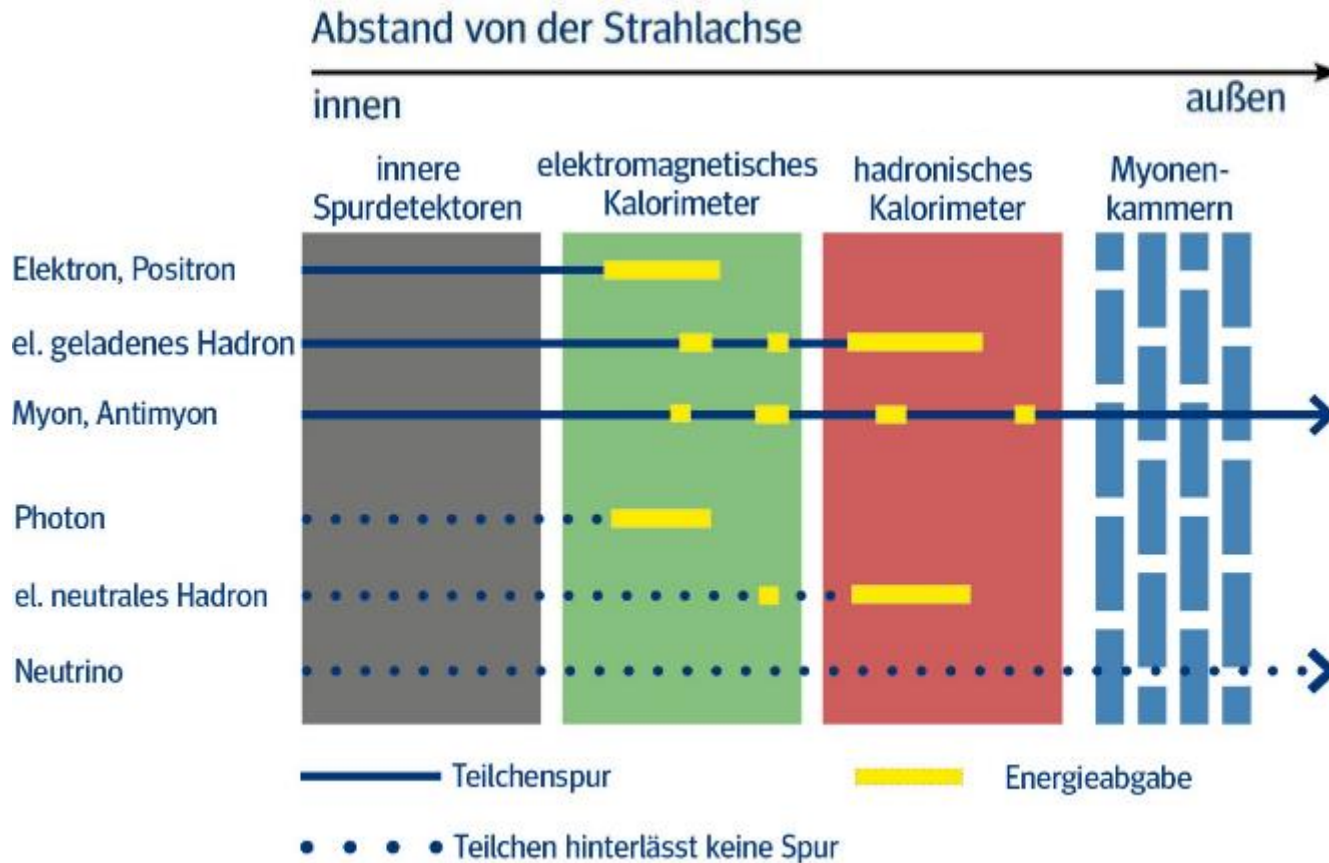 Abstand von der Strahlachse
innen
außen
innere
Spurdetektoren
elektromagnetisches
Kalorimeter
hadronisches
Kalorimeter
Myonen-
kammern
Elektron, Positron
el. geladenes Hadron
Myon, Antimyon
Photon
el. neutrales Hadron
Neutrino
Teilchenspur
Energieabgabe
Teilchen hinterlässt keine Spur